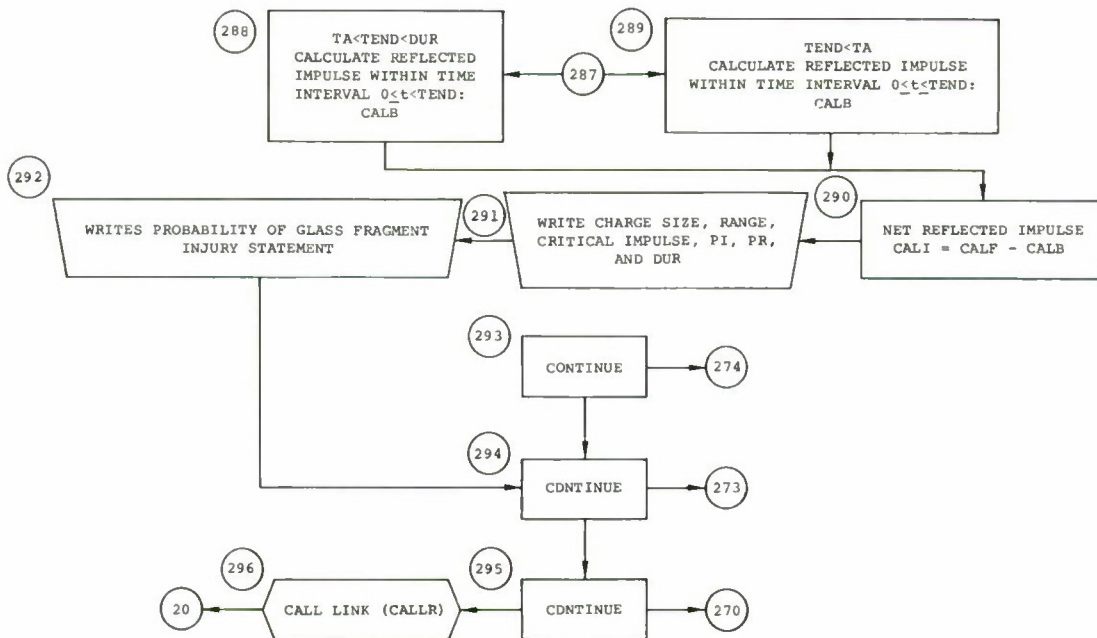 288
TA<TEND<DUR
CALCULATE REFLECTED
IMPULSE WITHIN TIME
INTERVAL 0≤t<TEND:
CALB
287
289
TEND<TA
CALCULATE REFLECTED IMPULSE
WITHIN TIME INTERVAL 0≤t≤TEND:
CALB
292
WRITES PROBABILITY OF GLASS FRAGMENT
INJURY STATEMENT
291
WRITE CHARGE SIZE, RANGE,
CRITICAL IMPULSE, PI, PR,
AND DUR
290
NET REFLECTED IMPULSE
CALI = CALF - CALB
293
CONTINUE
274
294
CDNTINUE
273
296
20
CALL LINK (CALLR)
295
CDNTINUE
270